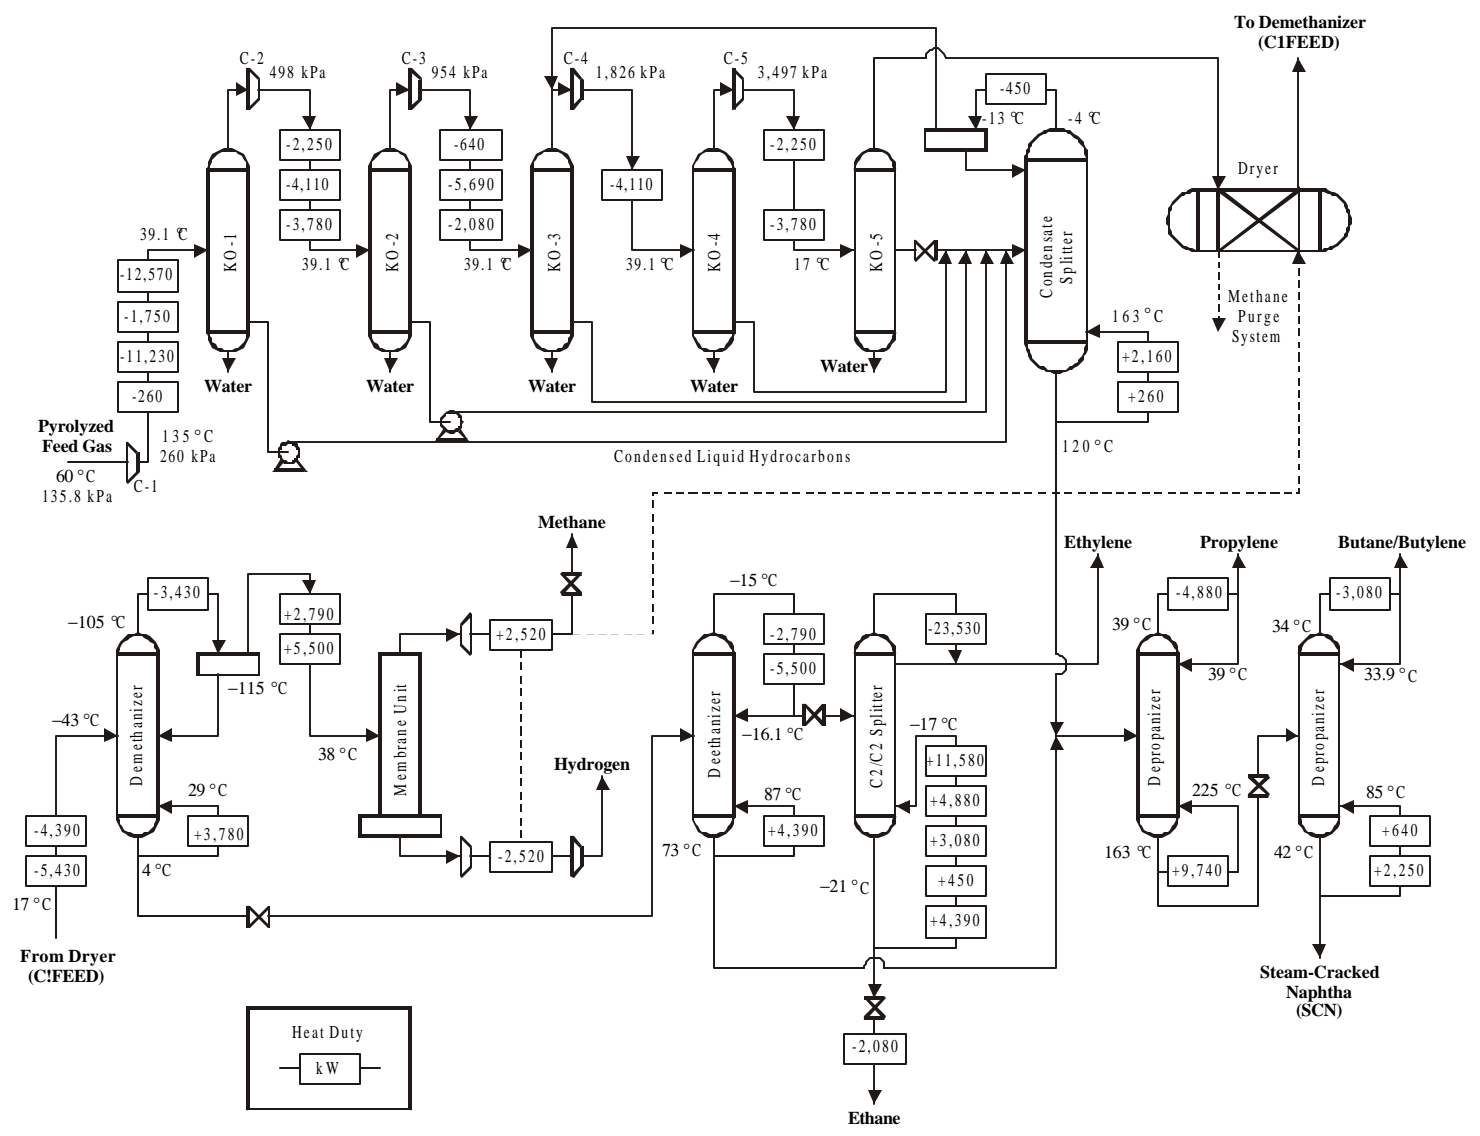 To Demethanizer
(C1FEED)
C-2
498 kPa
C-3
954 kPa
C-4
1,826 kPa
C-5
3,497 kPa
-450
-13 °C
-4 °C
-2,250
-4,110
-3,780
-640
-5,690
-2,080
-4,110
-2,250
-3,780
Dryer
39.1 °C
39.1 °C
39.1 °C
39.1 °C
17 °C
KO-1
KO-2
KO-3
KO-4
KO-5
Condensate
Splitter
-12,570
-1,750
-11,230
-260
Methane
Purge
System
163 °C
+2,160
+260
Water
Water
Water
Water
Water
Pyrolyzed
Feed Gas
60 °C
135.8 kPa
C-1
135 °C
260 kPa
120 °C
Condensed Liquid Hydrocarbons
Methane
Ethylene
Propylene
Butane/Butylene
-3,430
−105 °C
+2,790
+5,500
−115 °C
+2,520
−15 °C
-2,790
-5,500
-23,530
-4,880
39 °C
39 °C
-3,080
34 °C
33.9 °C
−43 °C
Demethanizer
38 °C
Membrane Unit
Deethanizer
−16.1 °C
C2/C2 Splitter
−17 °C
Depropanizer
Depropanizer
Hydrogen
29 °C
+3,780
4 °C
-4,390
-5,430
17 °C
-2,520
87 °C
+4,390
73 °C
+11,580
+4,880
+3,080
+450
+4,390
−21 °C
225 °C
163 °C
+9,740
85 °C
+640
+2,250
42 °C
From Dryer
(C!FEED)
Steam-Cracked
Naphtha
(SCN)
Heat Duty
kW
-2,080
Ethane